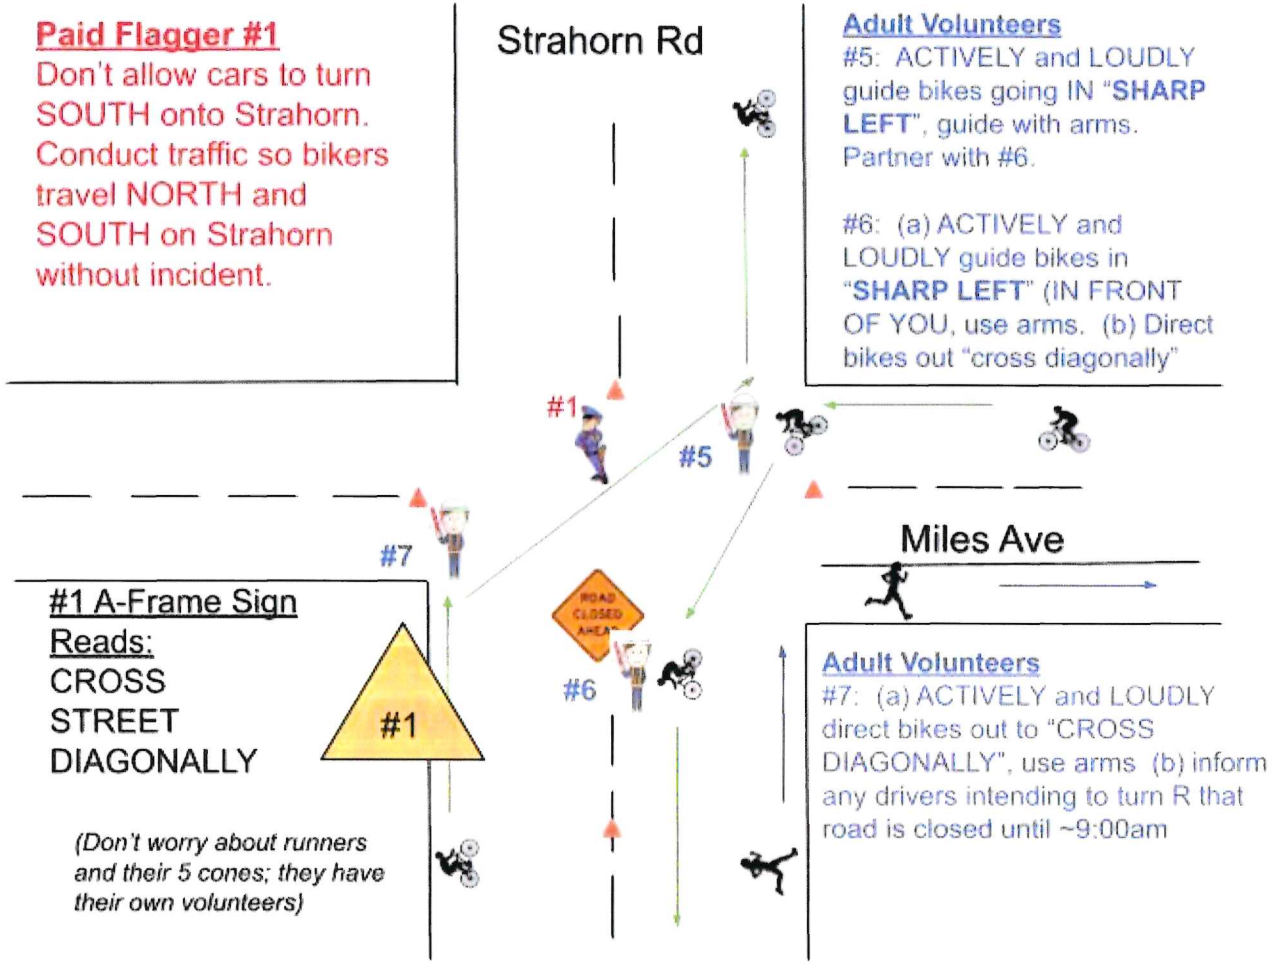 Paid Flagger #1
Don't allow cars to turn
SOUTH onto Strahorn.
Conduct traffic so bikers
travel NORTH and
SOUTH on Strahorn
without incident.
Strahorn Rd
Adult Volunteers
#5: ACTIVELY and LOUDLY
guide bikes going IN "SHARP
LEFT", guide with arms.
Partner with #6.
#6: (a) ACTIVELY and
LOUDLY guide bikes in
"SHARP LEFT" (IN FRONT
OF YOU, use arms. (b) Direct
bikes out "cross diagonally"
#1
#5
#7
Miles Ave
ROAD
CLOSED
AHEAD
#6
#1 A-Frame Sign
Reads:
CROSS
STREET
DIAGONALLY
#1
(Don't worry about runners
and their 5 cones; they have
their own volunteers)
Adult Volunteers
#7: (a) ACTIVELY and LOUDLY
direct bikes out to "CROSS
DIAGONALLY", use arms (b) inform
any drivers intending to turn R that
road is closed until ~9:00am